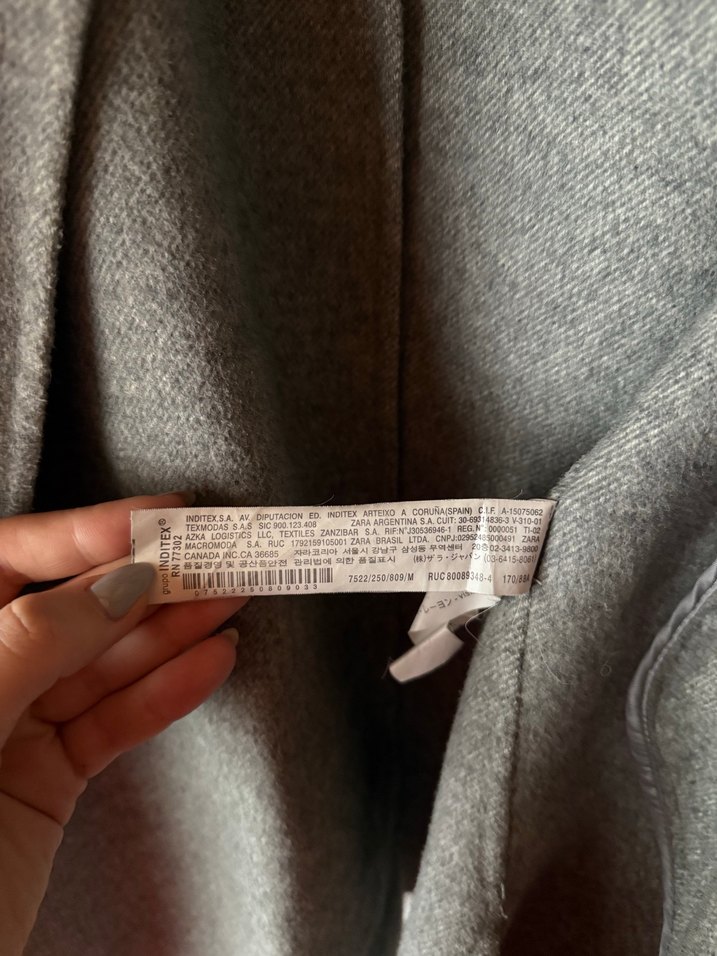 grupo INDITEX®
RN 77302
INDITEX,S.A. AV. DIPUTACION ED. INDITEX ARTEIXO A CORUÑA(SPAIN) C.I.F. A-15075062
TEXMODAS S.A.S SIC 900.123.408 ZARA ARGENTINA S.A. CUIT: 30-69314836-3 V-310-01
AZKA LOGISTICS LLC, TEXTILES ZANZIBAR S.A. RIF:Nº J30536946-1 REG.Nº: 0000051 TI-02
MACROMODA S.A. RUC 1792159105001 ZARA BRASIL LTDA. CNPJ:02952485000491 ZARA
CANADA INC.CA 36685 자라코리아 서울시 강남구 삼성동 무역센터 20층 02-3413-9800
품질경영 및 공산품안전 관리법에 의한 품질표시 (株)ザラ・ジャパン (03-6415-8061)
7522/250/809/M RUC 80089348-4 170/88A
07522250809033